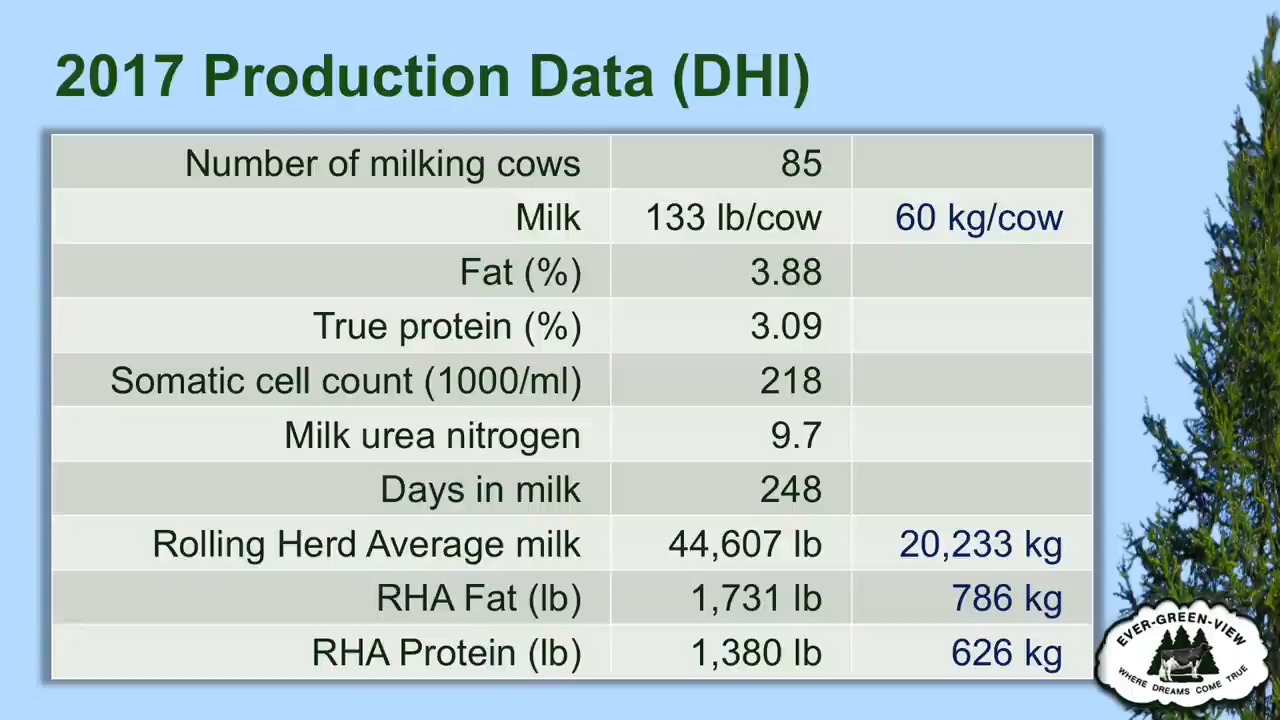 2017 Production Data (DHI)
Number of milking cows 85
Milk 133 lb/cow 60 kg/cow
Fat (%) 3.88
True protein (%) 3.09
Somatic cell count (1000/ml) 218
Milk urea nitrogen 9.7
Days in milk 248
Rolling Herd Average milk 44,607 lb 20,233 kg
RHA Fat (lb) 1,731 lb 786 kg
RHA Protein (lb) 1,380 lb 626 kg
EVER-GREEN-VIEW
WHERE DREAMS COME TRUE